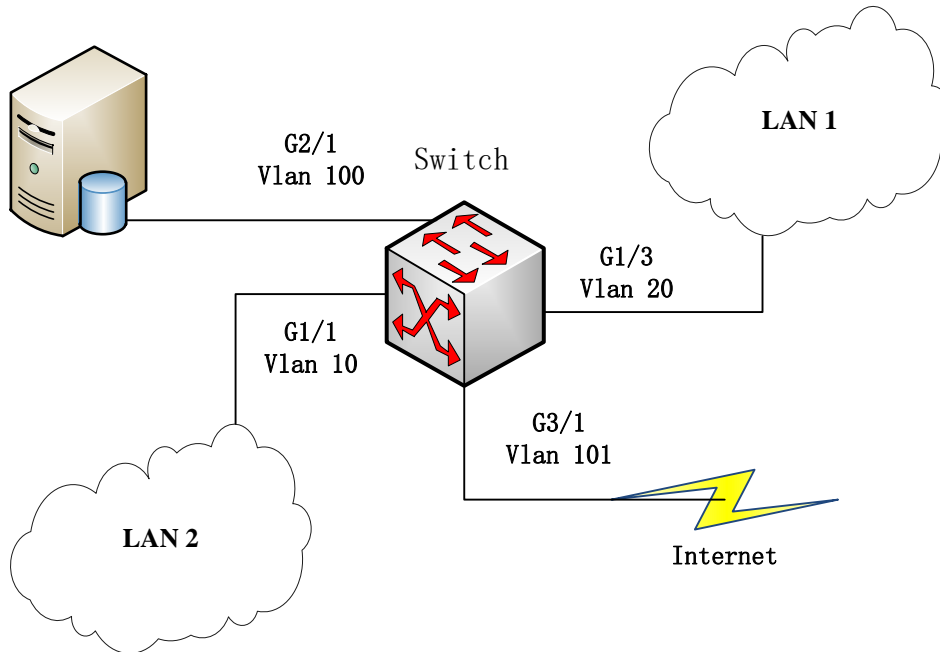 G2/1
Vlan 100
Switch
LAN 1
G1/3
Vlan 20
G1/1
Vlan 10
G3/1
Vlan 101
LAN 2
Internet